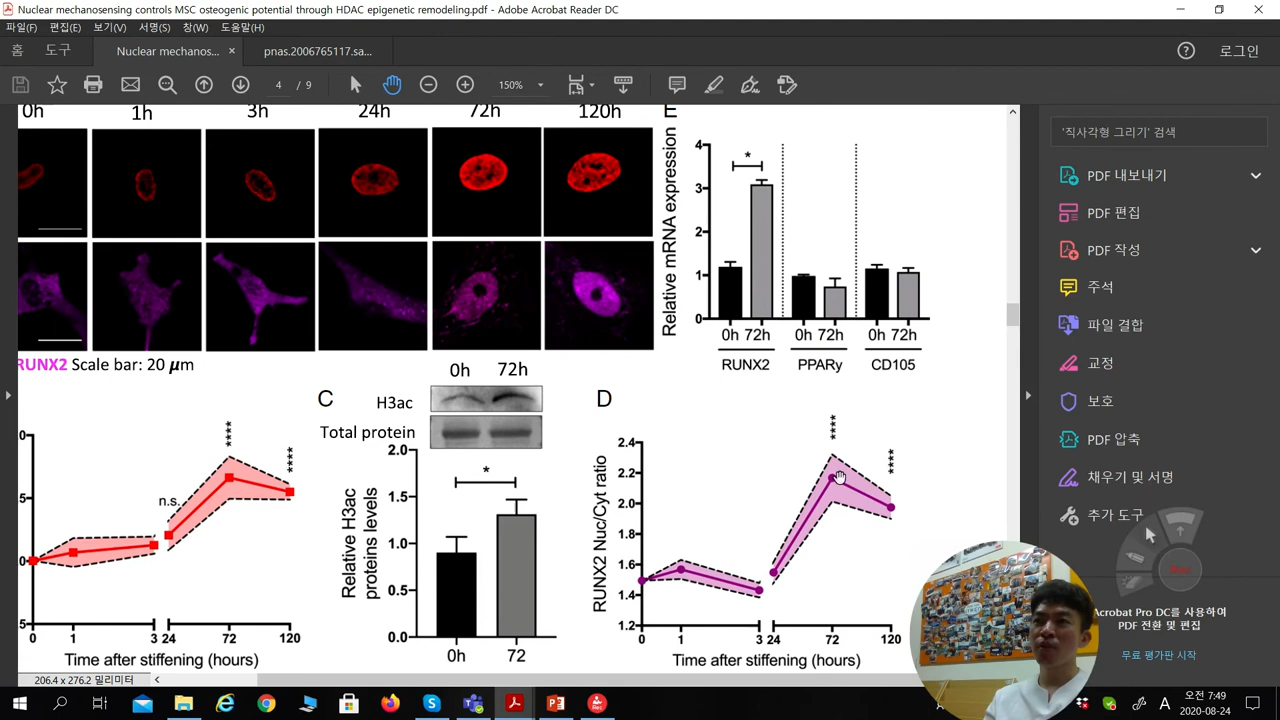 Nuclear mechanosensing controls MSC osteogenic potential through HDAC epigenetic remodeling.pdf - Adobe Acrobat Reader DC
파일(F) 편집(E) 보기(V) 서명(S) 창(W) 도움말(H)
홈 도구 Nuclear mechanos... × pnas.2006765117.sa... 로그인
4 / 9 150%
0h 1h 3h 24h 72h 120h
RUNX2 Scale bar: 20 μm
E
Relative mRNA expression
4
3
2
1
0
*
0h 72h 0h 72h 0h 72h
RUNX2 PPARγ CD105
n.s.
****
****
0 1 3 24 72 120
Time after stiffening (hours)
C
0h 72h
H3ac
Total protein
Relative H3ac
proteins levels
2.0
1.5
1.0
0.5
0.0
*
0h 72
D
RUNX2 Nuc/Cyt ratio
2.4
2.2
2.0
1.8
1.6
1.4
1.2
****
****
0 1 3 24 72 120
Time after stiffening (hours)
'직사각형 그리기' 검색
PDF 내보내기
PDF 편집
PDF 작성
주석
파일 결합
교정
보호
PDF 압축
채우기 및 서명
추가 도구
Acrobat Pro DC를 사용하여
PDF 전환 및 편집
무료 평가판 시작
206.4 x 276.2 밀리미터
A
오전 7:49
2020-08-24